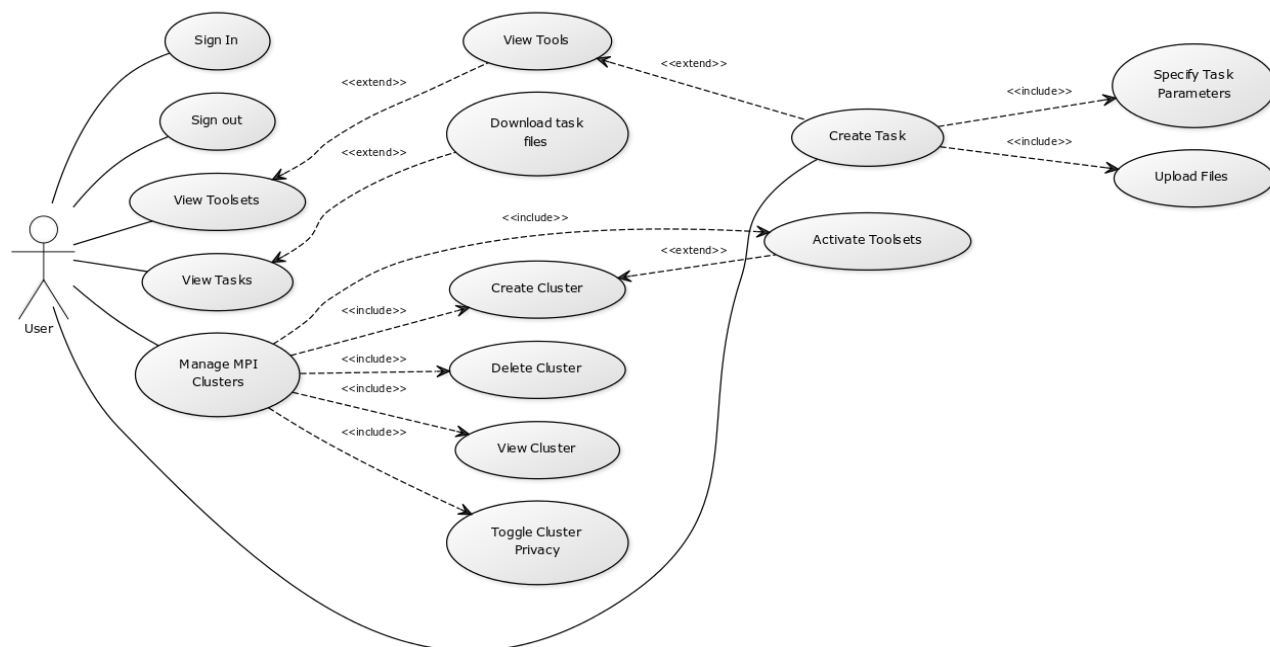 Sign In
Sign out
View Toolsets
View Tasks
User
Manage MPI
Clusters
<<extend>>
<<extend>>
<<include>>
<<include>>
<<include>>
<<include>>
<<include>>
View Tools
Download task
files
Create Cluster
Delete Cluster
View Cluster
Toggle Cluster
Privacy
<<extend>>
<<extend>>
Create Task
Activate Toolsets
<<include>>
<<include>>
Specify Task
Parameters
Upload Files